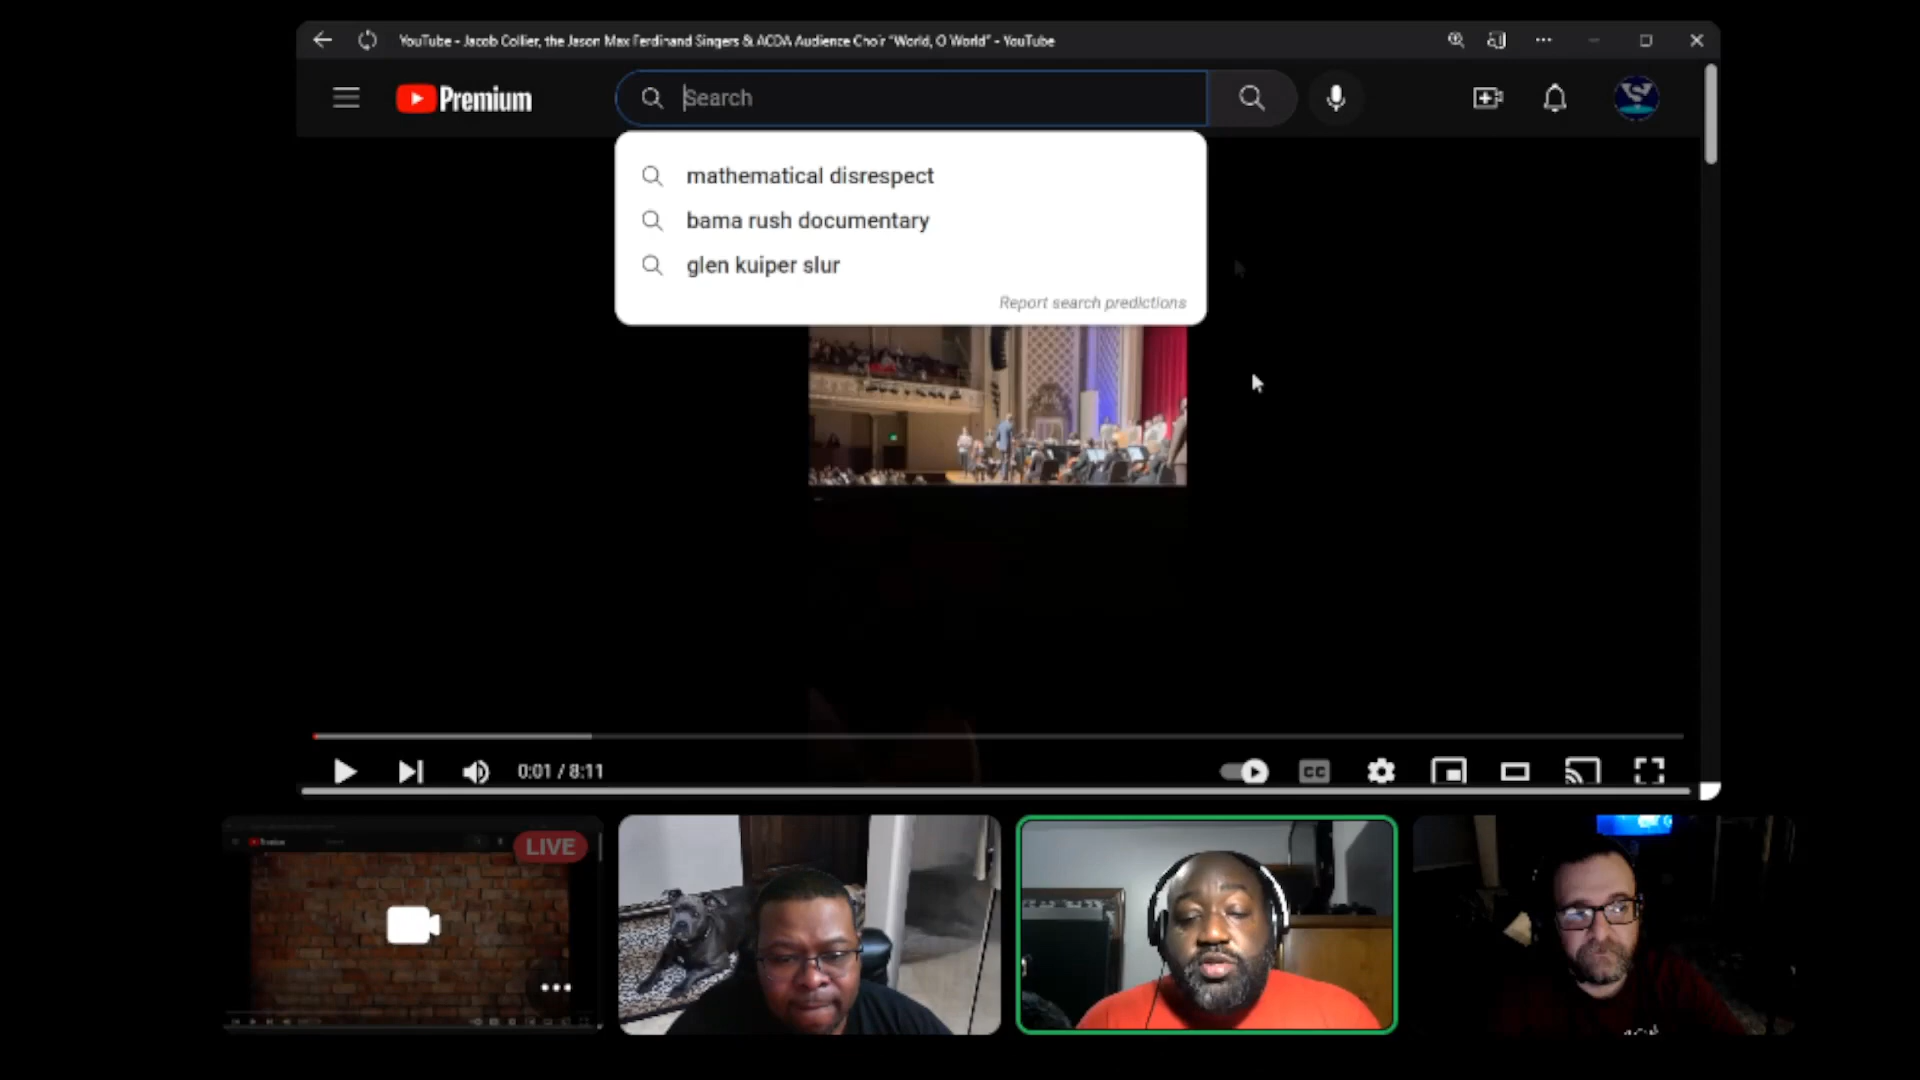 YouTube - Jacob Collier, the Jason Max Ferdinand Singers & ACDA Audience Choir "World, O World" - YouTube
Premium
Search
mathematical disrespect
bama rush documentary
glen kuiper slur
Report search predictions
0:01 / 8:11
CC
LIVE